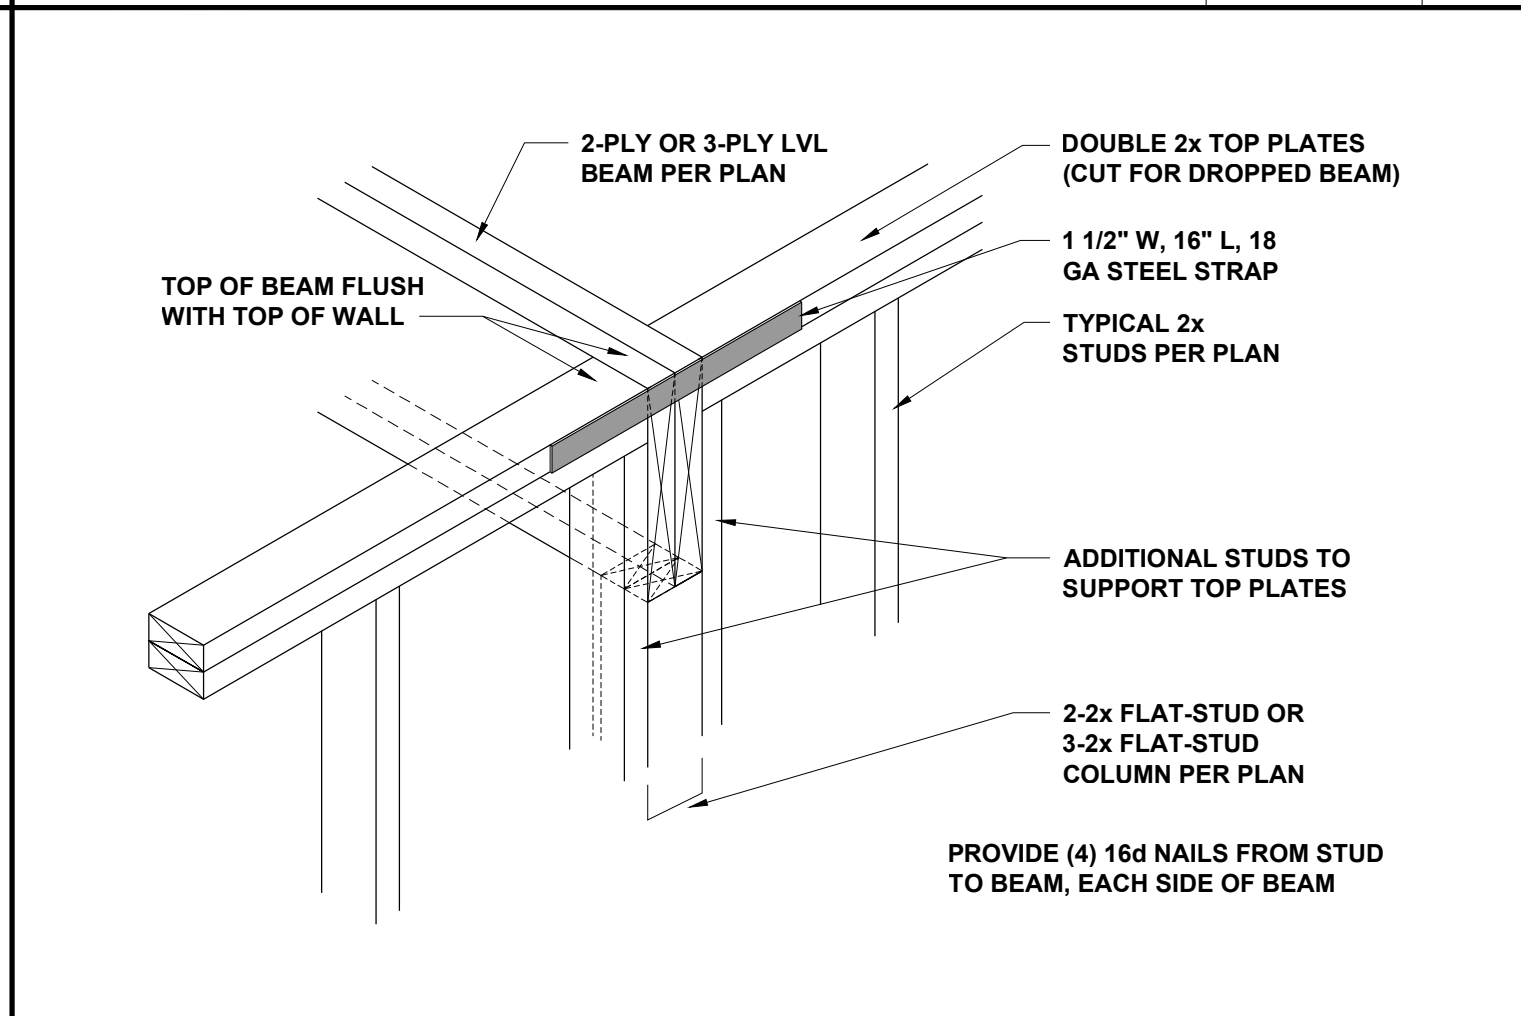 2-PLY OR 3-PLY LVL
BEAM PER PLAN
DOUBLE 2x TOP PLATES
(CUT FOR DROPPED BEAM)
1 1/2" W, 16" L, 18
GA STEEL STRAP
TOP OF BEAM FLUSH
WITH TOP OF WALL
TYPICAL 2x
STUDS PER PLAN
ADDITIONAL STUDS TO
SUPPORT TOP PLATES
2-2x FLAT-STUD OR
3-2x FLAT-STUD
COLUMN PER PLAN
PROVIDE (4) 16d NAILS FROM STUD
TO BEAM, EACH SIDE OF BEAM